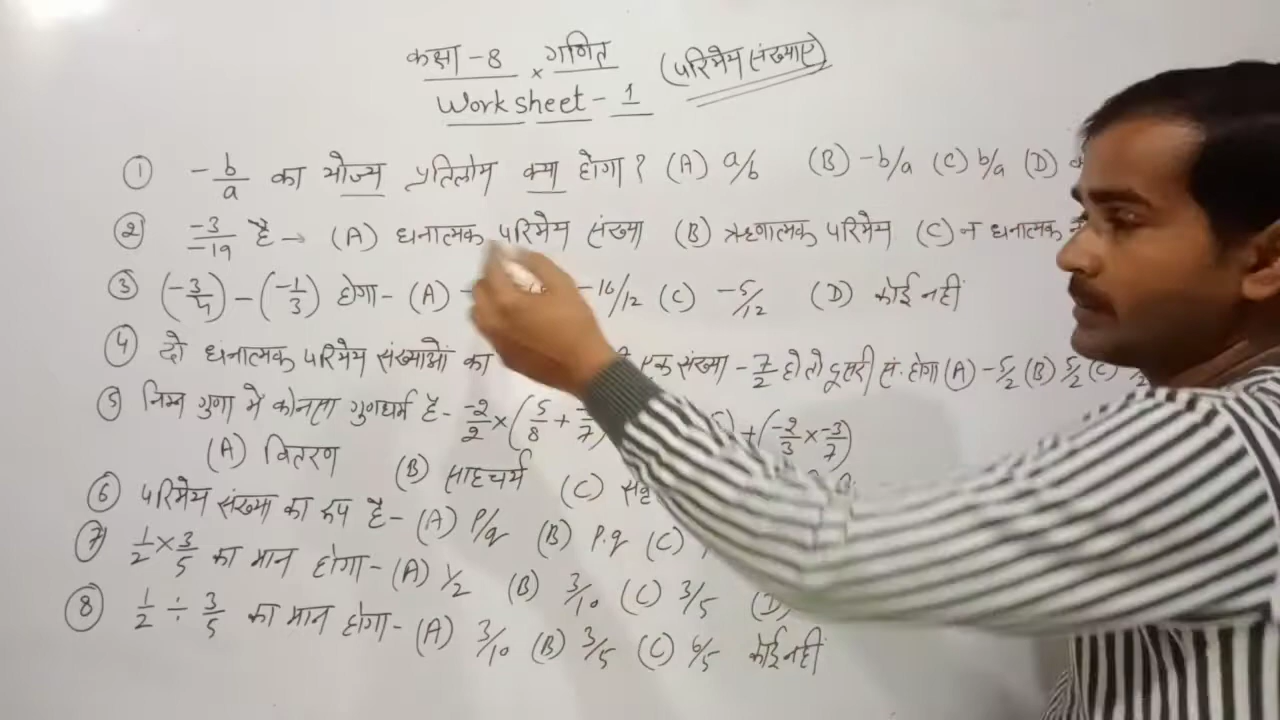 कक्षा -8 × गणित (परिमेय संख्याए)
Worksheet - 1
① -b/a का योज्य प्रतिलोम क्या होगा? (A) a/b (B) -b/a (C) b/a (D)
② -3/-19 है → (A) धनात्मक परिमेय संख्या (B) ऋणात्मक परिमेय (C) न धनात्मक
③ (-3/4) - (-1/3) होगा - (A) - -16/12 (C) -5/12 (D) कोई नहीं
④ दो धनात्मक परिमेय संख्याओं का एक संख्या - 7/2 हो तो दूसरी सं. होगा (A) -5/2 (B) 5/2 (C)
⑤ निम्न गुणा में कौनसा गुणधर्म है - -2/2 × (5/8 + -/7) + (-2/3 × -3/7)
(A) वितरण (B) साहचर्य (C)
⑥ परिमेय संख्या का रूप है - (A) P/q (B) P.q (C)
⑦ 1/2 × 3/5 का मान होगा - (A) 1/2 (B) 3/10 (C) 3/5 (D)
⑧ 1/2 ÷ 3/5 का मान होगा - (A) 3/10 (B) 3/5 (C) 6/5 कोई नहीं